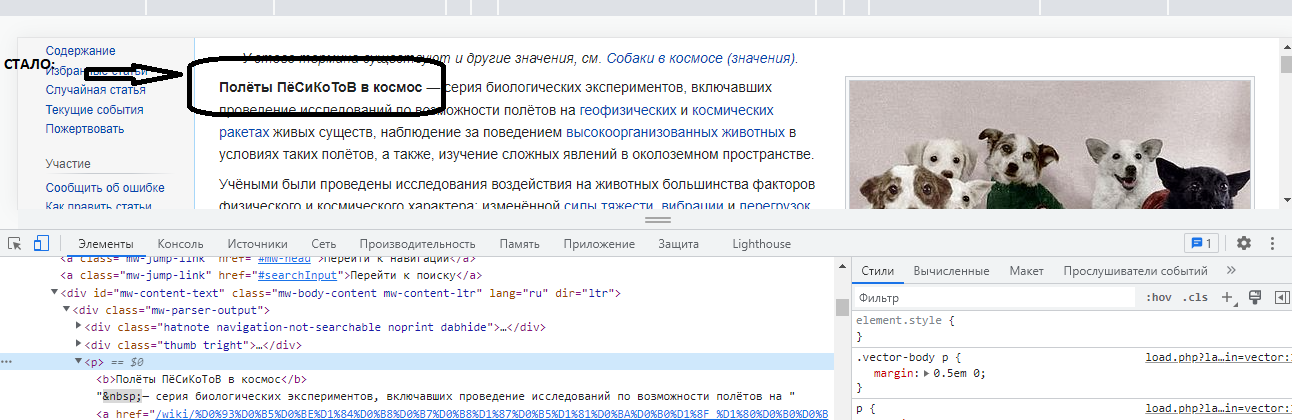 Содержание
СТАЛО:
Избранные статьи
Случайная статья
Текущие события
Пожертвовать
Участие
Сообщить об ошибке
Как править статьи
У этого термина существуют и другие значения, см. Собаки в космосе (значения).
Полёты ПёСиКоТоВ в космос — серия биологических экспериментов, включавших
проведение исследований по возможности полётов на геофизических и космических
ракетах живых существ, наблюдение за поведением высокоорганизованных животных в
условиях таких полётов, а также, изучение сложных явлений в околоземном пространстве.
Учёными были проведены исследования воздействия на животных большинства факторов
физического и космического характера: изменённой силы тяжести, вибрации и перегрузок,
Элементы Консоль Источники Сеть Производительность Память Приложение Защита Lighthouse 1
<a class="mw-jump-link" href="#mw-head">Перейти к навигации</a>
<a class="mw-jump-link" href="#searchInput">Перейти к поиску</a>
▼<div id="mw-content-text" class="mw-body-content mw-content-ltr" lang="ru" dir="ltr">
▼<div class="mw-parser-output">
▶<div class="hatnote navigation-not-searchable noprint dabhide">…</div>
▶<div class="thumb tright">…</div>
… ▼<p> == $0
<b>Полёты ПёСиКоТоВ в космос</b>
"&nbsp;— серия биологических экспериментов, включавших проведение исследований по возможности полётов на "
<a href="/wiki/%D0%93%D0%B5%D0%BE%D1%84%D0%B8%D0%B7%D0%B8%D1%87%D0%B5%D1%81%D0%BA%D0%B0%D1%8F_%D1%80%D0%B0%D0%B
Стили Вычисленные Макет Прослушиватели событий »
Фильтр :hov .cls +
element.style {
}
.vector-body p { load.php?la…in=vector:
margin: ▶ 0.5em 0;
}
p { load.php?la…in=vector: